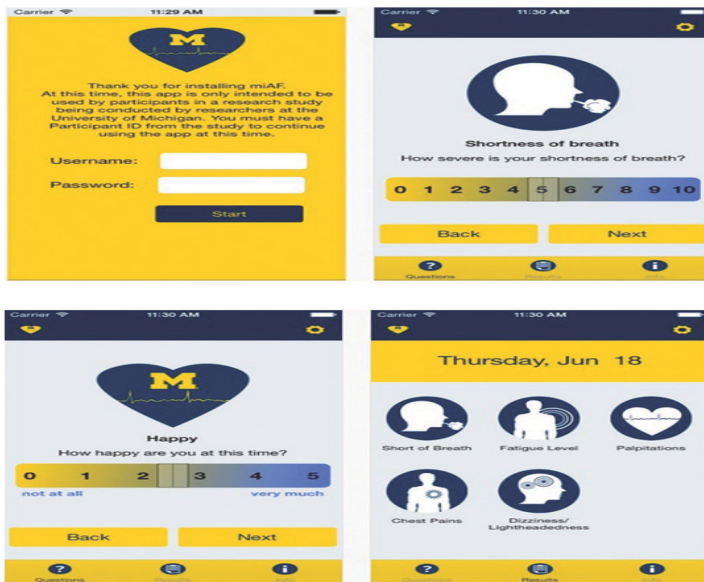 Carrier 11:29 AM
M
Thank you for installing miAF.
At this time, this app is only intended to be
used by participants in a research study
being conducted by researchers at the
University of Michigan. You must have a
Participant ID from the study to continue
using the app at this time.
Username:
Password:
Start
Carrier 11:30 AM
Shortness of breath
How severe is your shortness of breath?
0 1 2 3 4 5 6 7 8 9 10
Back Next
Questions Results Info
Carrier 11:30 AM
M
Happy
How happy are you at this time?
0 1 2 3 4 5
not at all very much
Back Next
Questions Results Info
Carrier 11:30 AM
Thursday, Jun 18
Short of Breath Fatigue Level Palpitations
Chest Pains Dizziness/
Lightheadedness
Questions Results Info